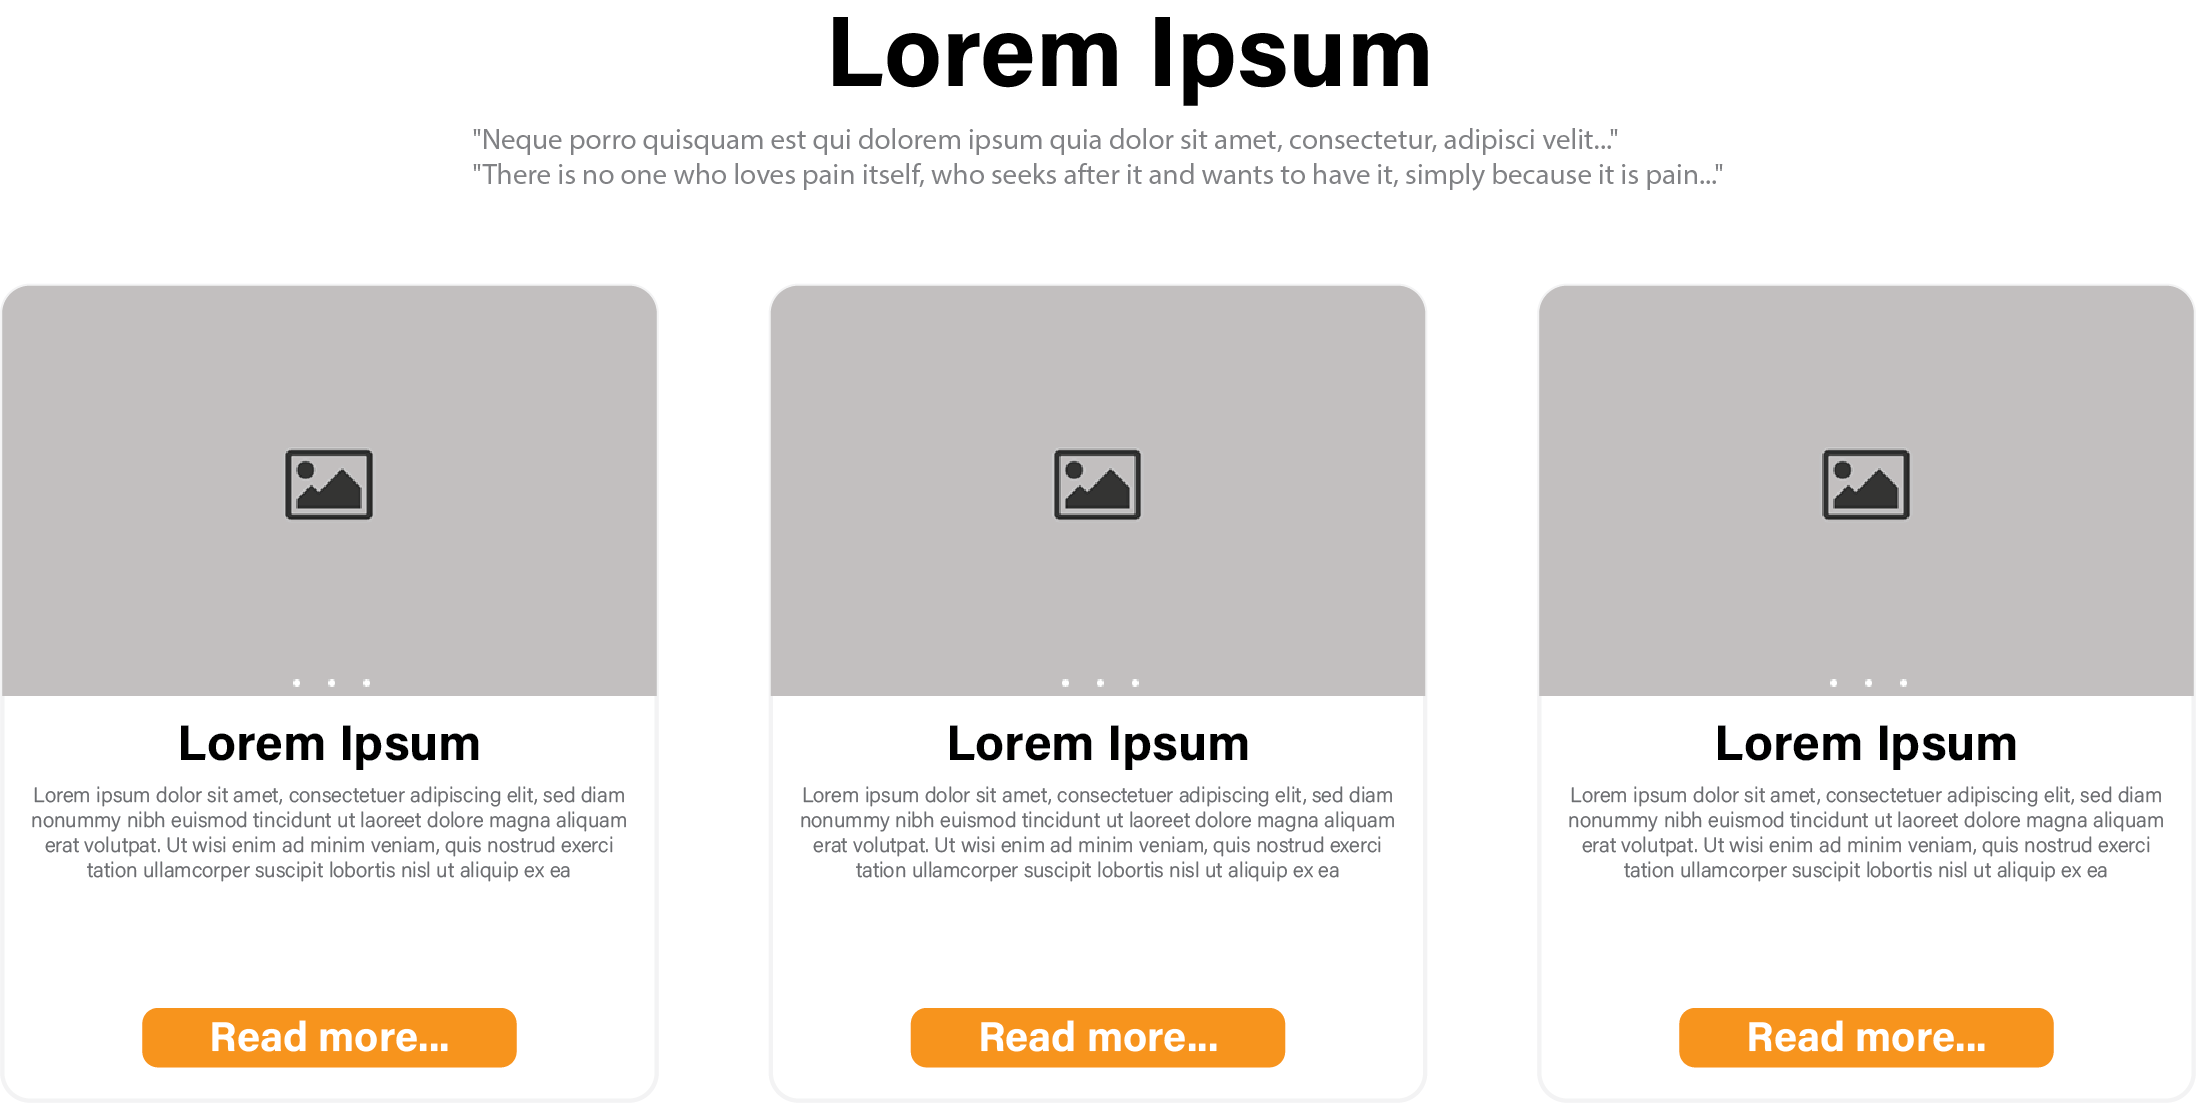 Lorem Ipsum
"Neque porro quisquam est qui dolorem ipsum quia dolor sit amet, consectetur, adipisci velit..."
"There is no one who loves pain itself, who seeks after it and wants to have it, simply because it is pain..."
Lorem Ipsum
Lorem ipsum dolor sit amet, consectetuer adipiscing elit, sed diam
nonummy nibh euismod tincidunt ut laoreet dolore magna aliquam
erat volutpat. Ut wisi enim ad minim veniam, quis nostrud exerci
tation ullamcorper suscipit lobortis nisl ut aliquip ex ea
Read more...
Lorem Ipsum
Lorem ipsum dolor sit amet, consectetuer adipiscing elit, sed diam
nonummy nibh euismod tincidunt ut laoreet dolore magna aliquam
erat volutpat. Ut wisi enim ad minim veniam, quis nostrud exerci
tation ullamcorper suscipit lobortis nisl ut aliquip ex ea
Read more...
Lorem Ipsum
Lorem ipsum dolor sit amet, consectetuer adipiscing elit, sed diam
nonummy nibh euismod tincidunt ut laoreet dolore magna aliquam
erat volutpat. Ut wisi enim ad minim veniam, quis nostrud exerci
tation ullamcorper suscipit lobortis nisl ut aliquip ex ea
Read more...